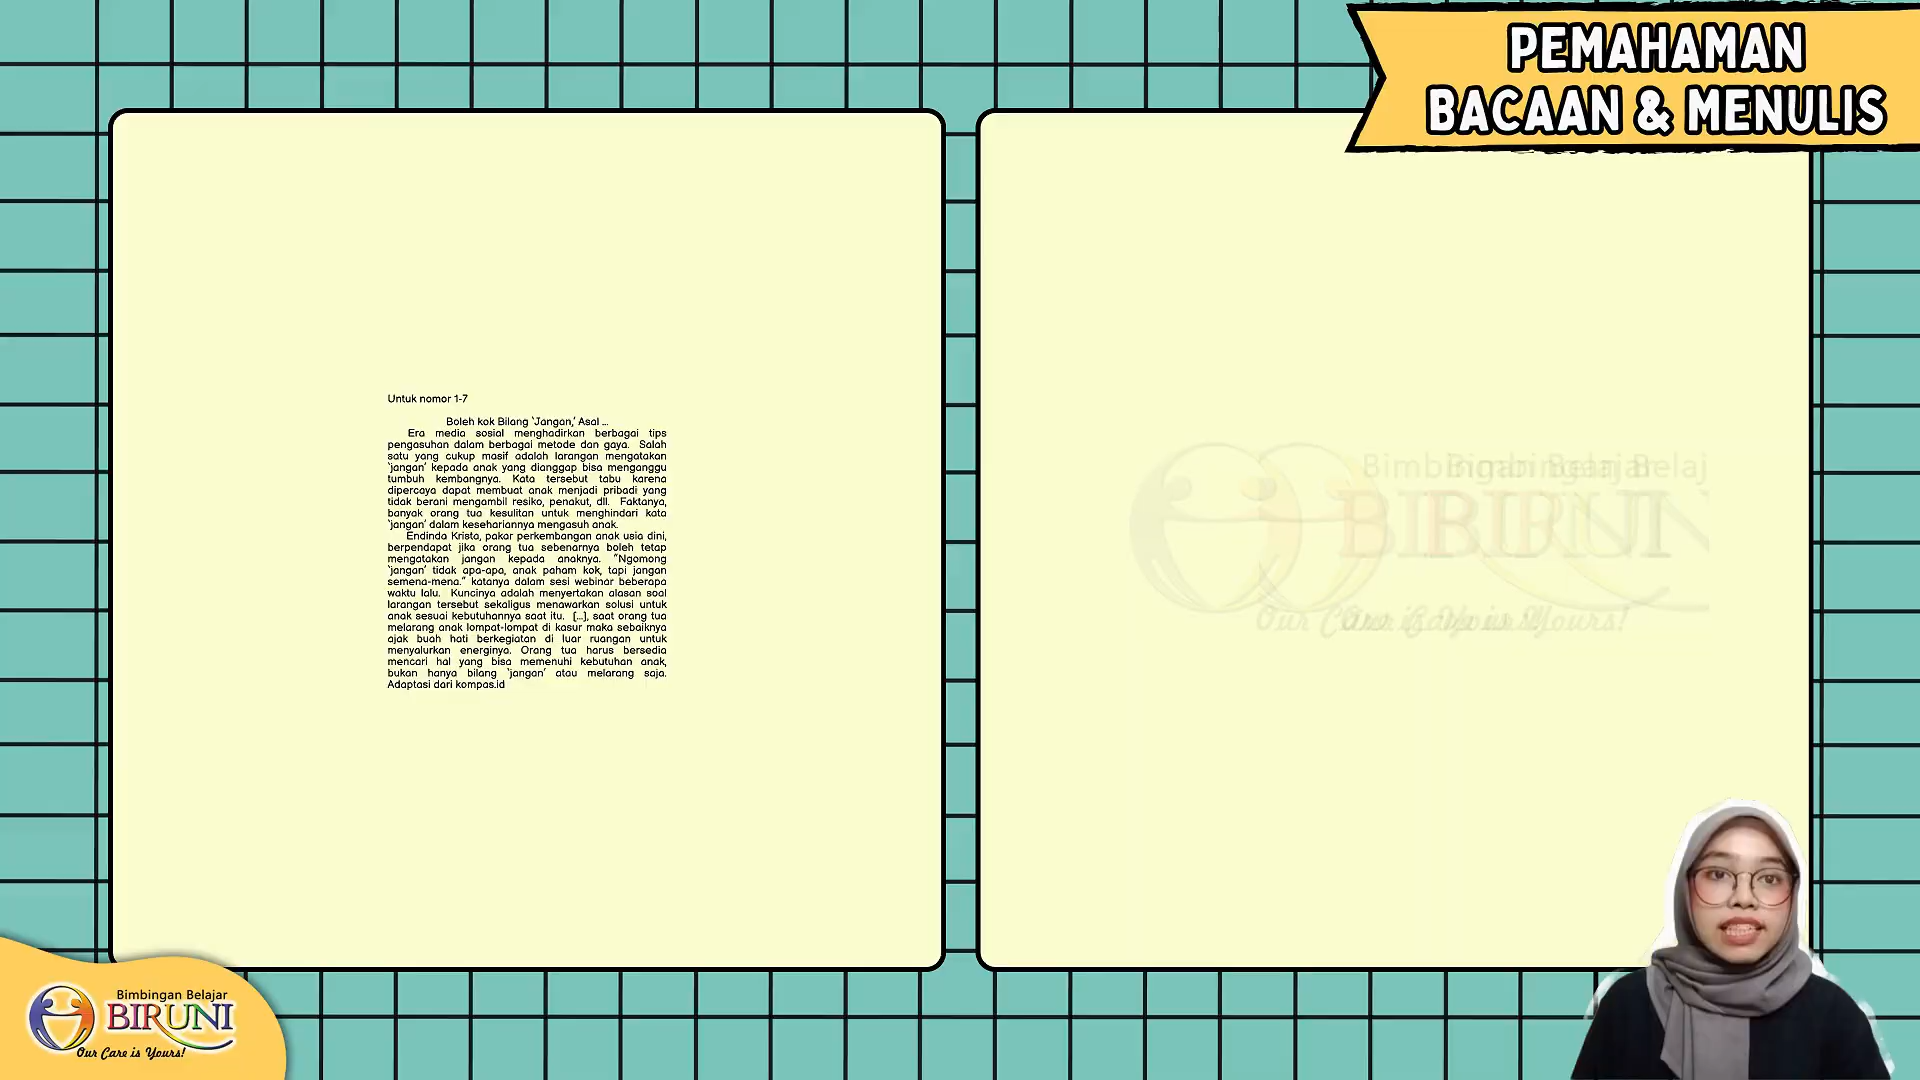 PEMAHAMAN
BACAAN & MENULIS
Untuk nomor 1-7
Boleh kok Bilang 'Jangan,' Asal ...
Era media sosial menghadirkan berbagai tips
pengasuhan dalam berbagai metode dan gaya. Salah
satu yang cukup masif adalah larangan mengatakan
'jangan' kepada anak yang dianggap bisa menganggu
tumbuh kembangnya. Kata tersebut tabu karena
dipercaya dapat membuat anak menjadi pribadi yang
tidak berani mengambil resiko, penakut, dll. Faktanya,
banyak orang tua kesulitan untuk menghindari kata
'jangan' dalam kesehariannya mengasuh anak.
Endinda Krista, pakar perkembangan anak usia dini,
berpendapat jika orang tua sebenarnya boleh tetap
mengatakan jangan kepada anaknya. "Ngomong
'jangan' tidak apa-apa, anak paham kok, tapi jangan
semena-mena." katanya dalam sesi webinar beberapa
waktu lalu. Kuncinya adalah menyertakan alasan soal
larangan tersebut sekaligus menawarkan solusi untuk
anak sesuai kebutuhannya saat itu. [...], saat orang tua
melarang anak lompat-lompat di kasur maka sebaiknya
ajak buah hati berkegiatan di luar ruangan untuk
menyalurkan energinya. Orang tua harus bersedia
mencari hal yang bisa memenuhi kebutuhan anak,
bukan hanya bilang 'jangan' atau melarang saja.
Adaptasi dari kompas.id
Bimbingan Belajar
BIRUNI
Our Care is Yours!